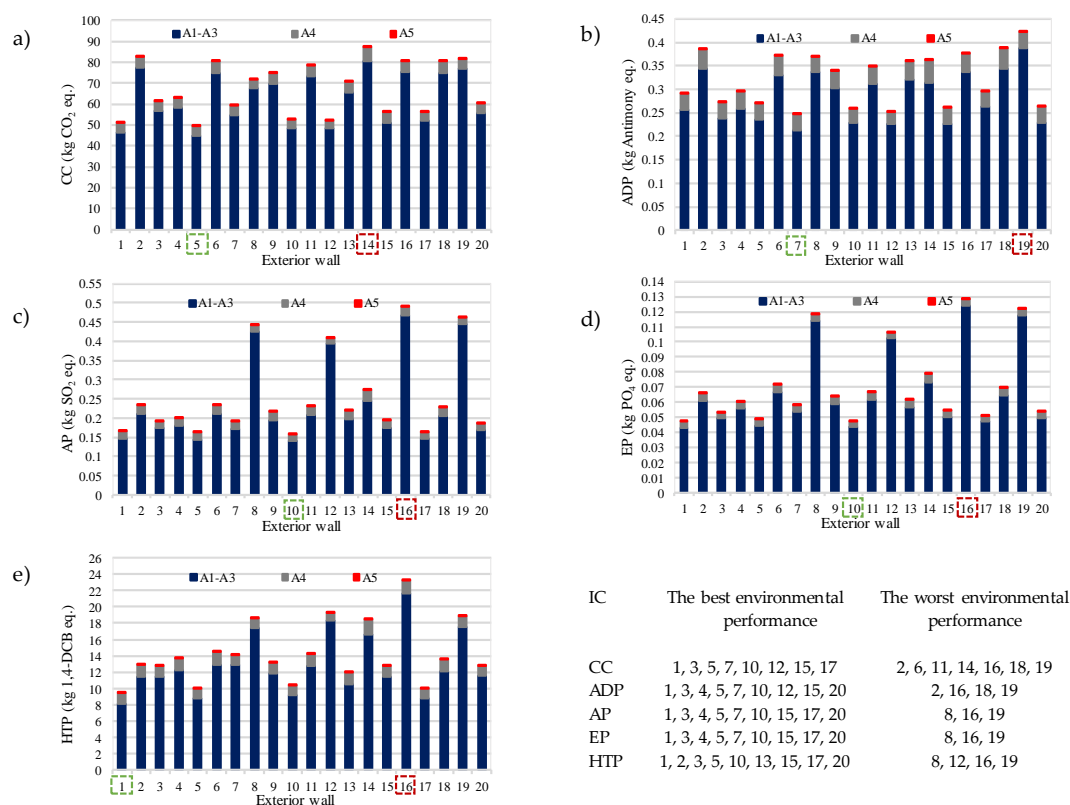 a)
A1-A3 A4 A5
CC (kg CO2 eq.)
100
90
80
70
60
50
40
30
20
10
0
1 2 3 4 5 6 7 8 9 10 11 12 13 14 15 16 17 18 19 20
Exterior wall
b)
A1-A3 A4 A5
ADP (kg Antimony eq.)
0.45
0.4
0.35
0.3
0.25
0.2
0.15
0.1
0.05
0
1 2 3 4 5 6 7 8 9 10 11 12 13 14 15 16 17 18 19 20
Exterior wall
c)
A1-A3 A4 A5
AP (kg SO2 eq.)
0.55
0.5
0.45
0.4
0.35
0.3
0.25
0.2
0.15
0.1
0.05
0
1 2 3 4 5 6 7 8 9 10 11 12 13 14 15 16 17 18 19 20
Exterior wall
d)
A1-A3 A4 A5
EP (kg PO4 eq.)
0.14
0.13
0.12
0.11
0.1
0.09
0.08
0.07
0.06
0.05
0.04
0.03
0.02
0.01
0
1 2 3 4 5 6 7 8 9 10 11 12 13 14 15 16 17 18 19 20
Exterior wall
e)
A1-A3 A4 A5
HTP (kg 1,4-DCB eq.)
26
24
22
20
18
16
14
12
10
8
6
4
2
0
1 2 3 4 5 6 7 8 9 10 11 12 13 14 15 16 17 18 19 20
Exterior wall
IC The best environmental The worst environmental
performance performance
CC 1, 3, 5, 7, 10, 12, 15, 17 2, 6, 11, 14, 16, 18, 19
ADP 1, 3, 4, 5, 7, 10, 12, 15, 20 2, 16, 18, 19
AP 1, 3, 4, 5, 7, 10, 15, 17, 20 8, 16, 19
EP 1, 3, 4, 5, 7, 10, 15, 17, 20 8, 16, 19
HTP 1, 2, 3, 5, 10, 13, 15, 17, 20 8, 12, 16, 19